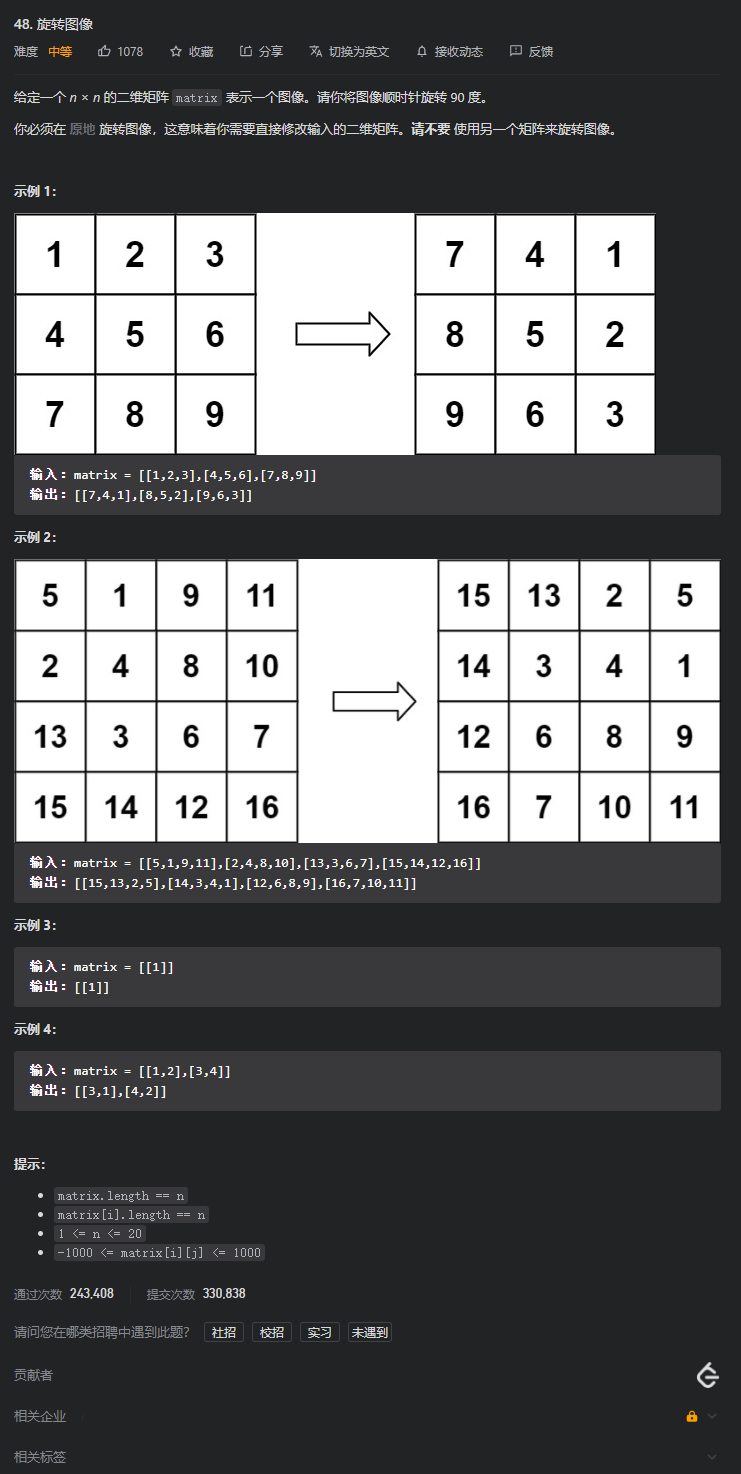 48. 旋转图像
难度 中等 1078 收藏 分享 切换为英文 接收动态 反馈
给定一个 n × n 的二维矩阵 matrix 表示一个图像。请你将图像顺时针旋转 90 度。
你必须在 原地 旋转图像，这意味着你需要直接修改输入的二维矩阵。请不要 使用另一个矩阵来旋转图像。
示例 1：
1 2 3 7 4 1
4 5 6 8 5 2
7 8 9 9 6 3
输入：matrix = [[1,2,3],[4,5,6],[7,8,9]]
输出：[[7,4,1],[8,5,2],[9,6,3]]
示例 2：
5 1 9 11 15 13 2 5
2 4 8 10 14 3 4 1
13 3 6 7 12 6 8 9
15 14 12 16 16 7 10 11
输入：matrix = [[5,1,9,11],[2,4,8,10],[13,3,6,7],[15,14,12,16]]
输出：[[15,13,2,5],[14,3,4,1],[12,6,8,9],[16,7,10,11]]
示例 3：
输入：matrix = [[1]]
输出：[[1]]
示例 4：
输入：matrix = [[1,2],[3,4]]
输出：[[3,1],[4,2]]
提示：
matrix.length == n
matrix[i].length == n
1 <= n <= 20
-1000 <= matrix[i][j] <= 1000
通过次数 243,408 提交次数 330,838
请问您在哪类招聘中遇到此题？ 社招 校招 实习 未遇到
贡献者
相关企业
相关标签